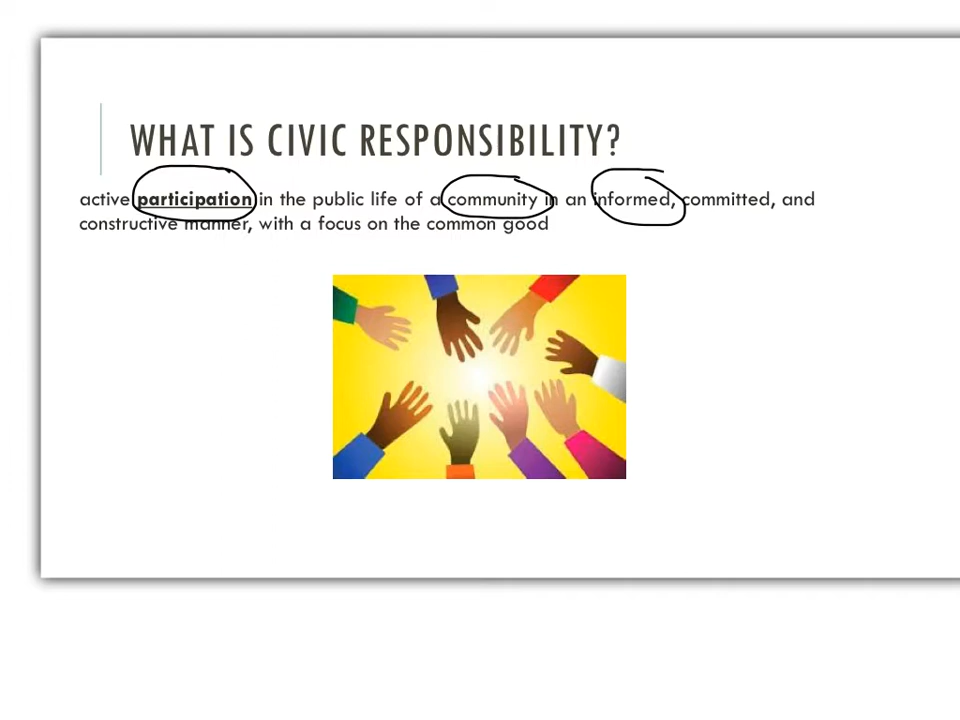 WHAT IS CIVIC RESPONSIBILITY?
active participation in the public life of a community in an informed, committed, and
constructive manner, with a focus on the common good